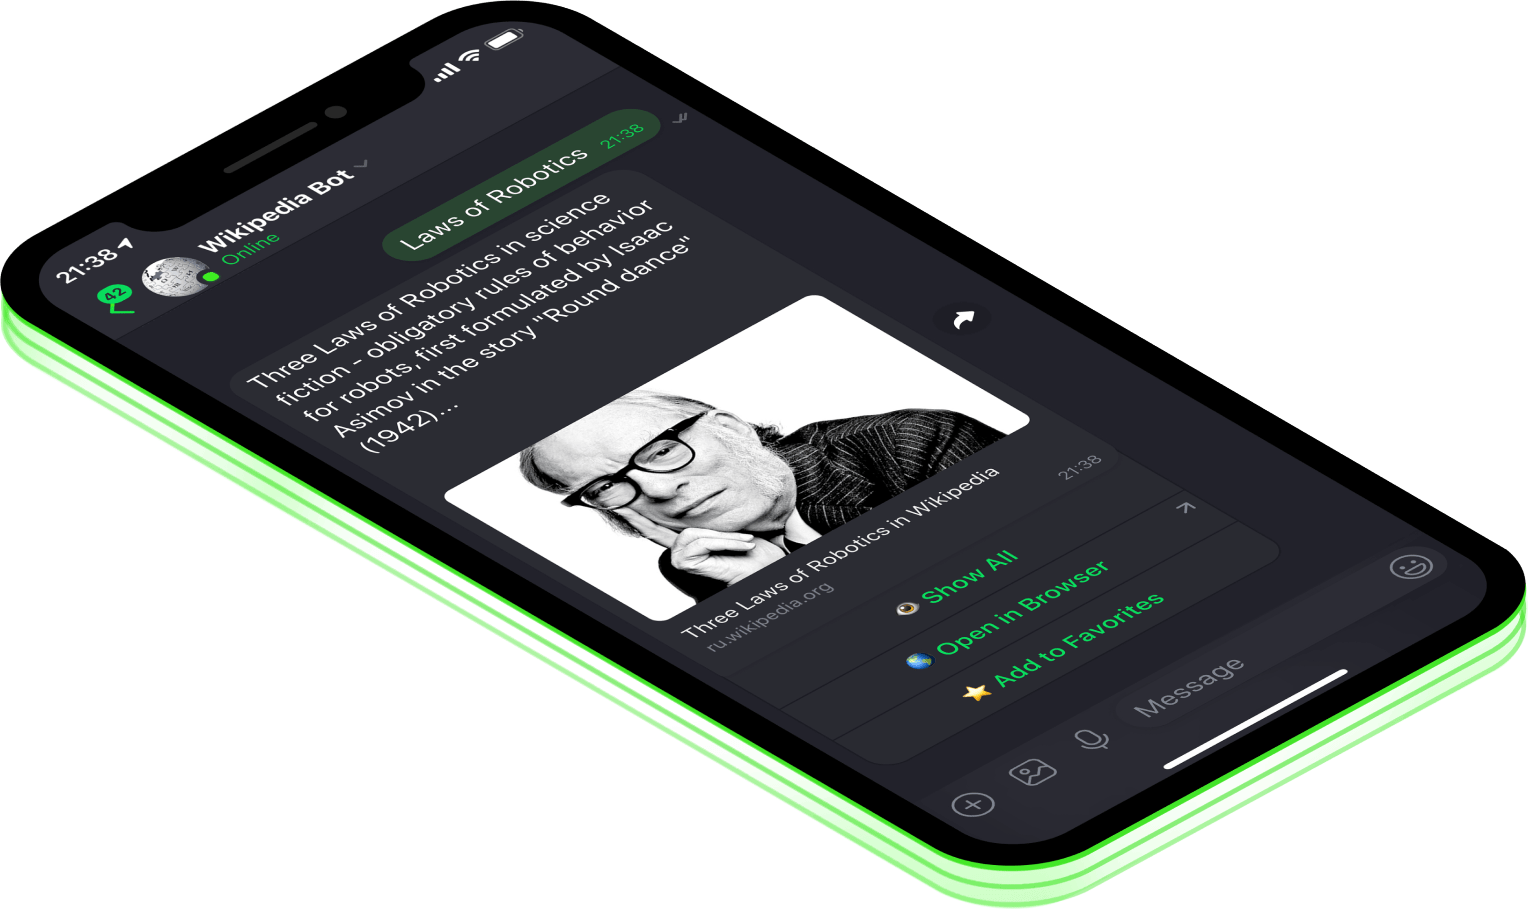 21:38
42
Wikipedia Bot
Online
Laws of Robotics 21:38
Three Laws of Robotics in science
fiction - obligatory rules of behavior
for robots, first formulated by Isaac
Asimov in the story "Round dance"
(1942)...
Three Laws of Robotics in Wikipedia
ru.wikipedia.org
21:38
Show All
Open in Browser
Add to Favorites
Message